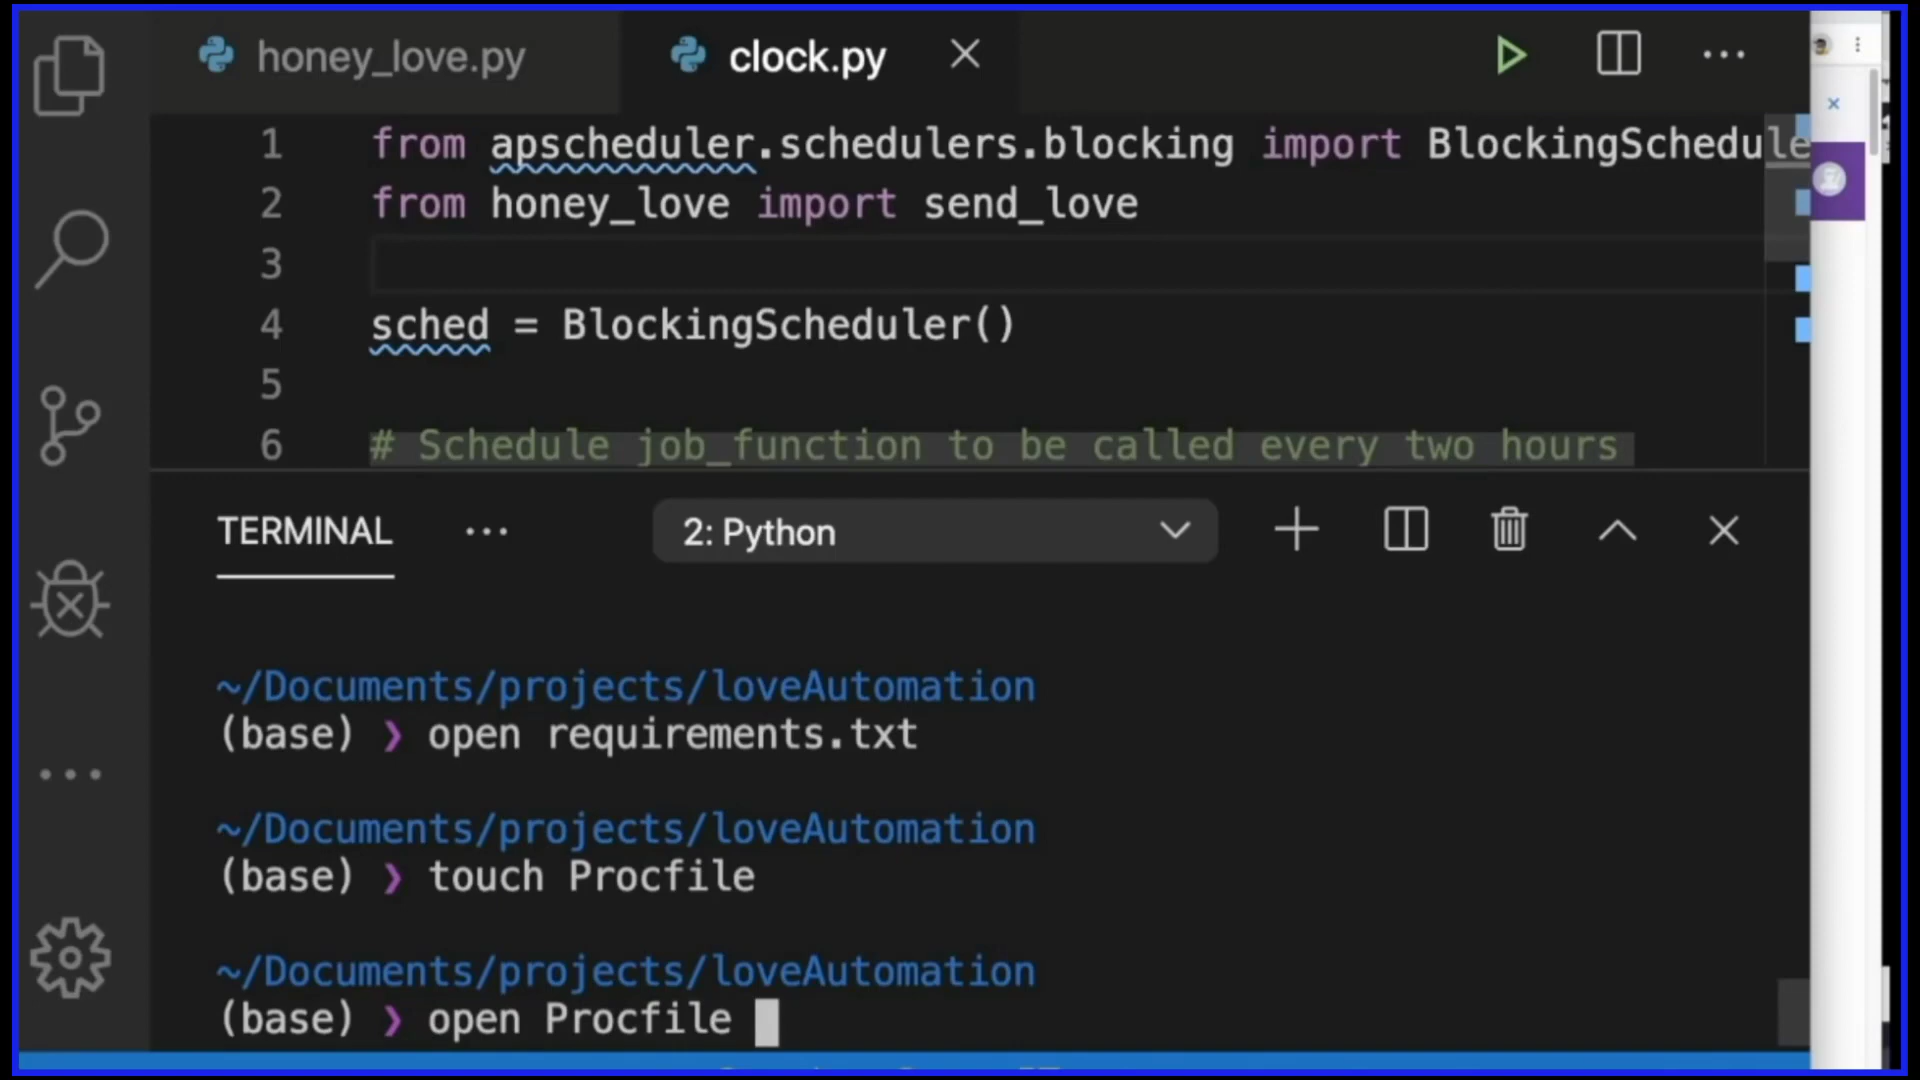 honey_love.py clock.py
1 from apscheduler.schedulers.blocking import BlockingSchedule
2 from honey_love import send_love
3
4 sched = BlockingScheduler()
5
6 # Schedule job_function to be called every two hours
TERMINAL 2: Python
~/Documents/projects/loveAutomation
(base) ❯ open requirements.txt
~/Documents/projects/loveAutomation
(base) ❯ touch Procfile
~/Documents/projects/loveAutomation
(base) ❯ open Procfile